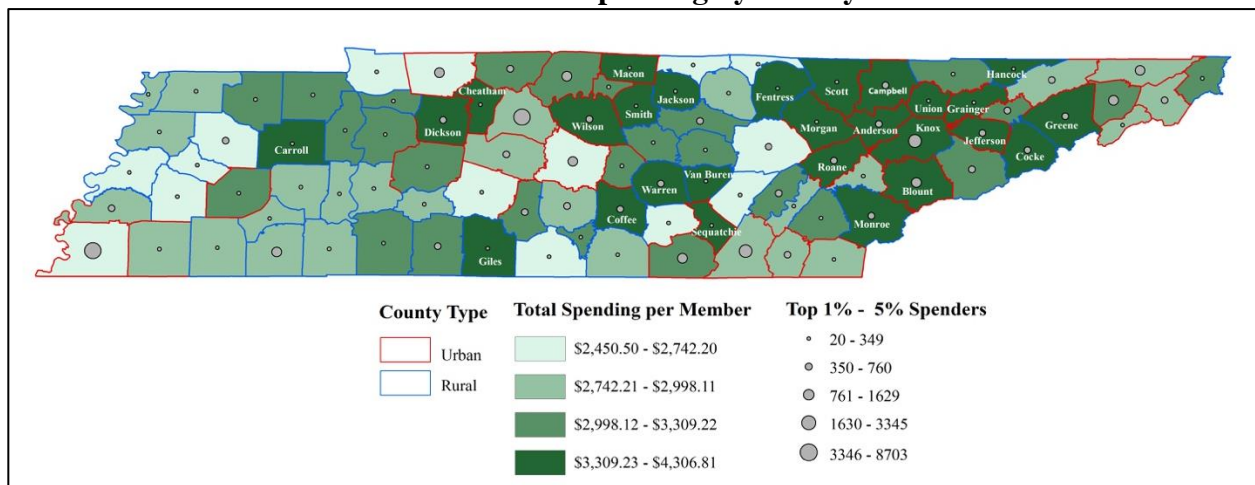 Macon
Hancock
Cheatham
Jackson
Fentress
Scott
Campbell
Union
Grainger
Dickson
Wilson
Smith
Morgan
Anderson
Knox
Jefferson
Greene
Carroll
Roane
Cocke
Warren
Van Buren
Blount
Coffee
Sequatchie
Monroe
Giles
County Type
Urban
Rural
Total Spending per Member
$2,450.50 - $2,742.20
$2,742.21 - $2,998.11
$2,998.12 - $3,309.22
$3,309.23 - $4,306.81
Top 1% - 5% Spenders
20 - 349
350 - 760
761 - 1629
1630 - 3345
3346 - 8703